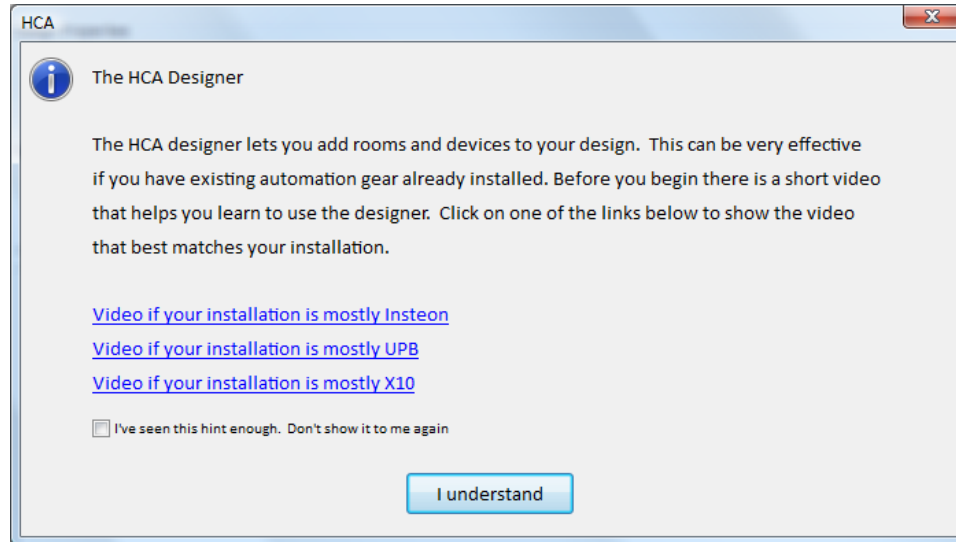 HCA
The HCA Designer
The HCA designer lets you add rooms and devices to your design.  This can be very effective
if you have existing automation gear already installed. Before you begin there is a short video
that helps you learn to use the designer.  Click on one of the links below to show the video
that best matches your installation.
Video if your installation is mostly Insteon
Video if your installation is mostly UPB
Video if your installation is mostly X10
I've seen this hint enough.  Don't show it to me again
I understand